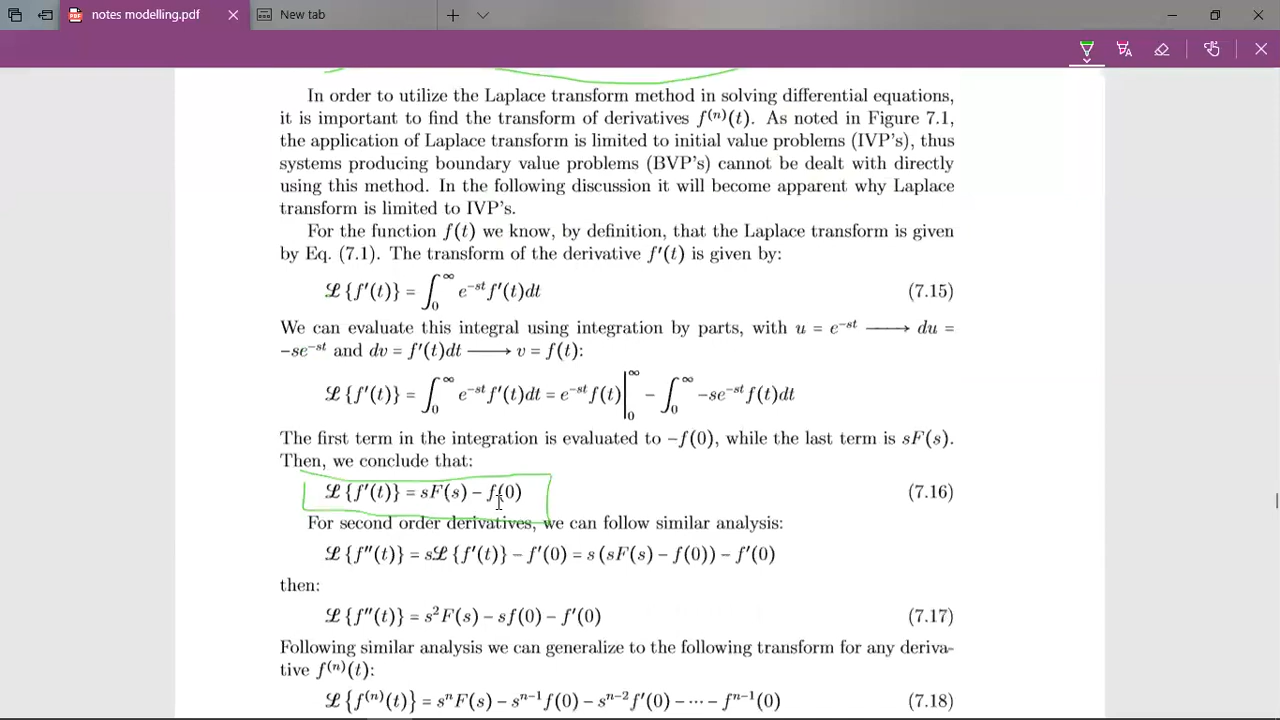 notes modelling.pdf
New tab
In order to utilize the Laplace transform method in solving differential equations,
it is important to find the transform of derivatives f⁽ⁿ⁾(t). As noted in Figure 7.1,
the application of Laplace transform is limited to initial value problems (IVP's), thus
systems producing boundary value problems (BVP's) cannot be dealt with directly
using this method. In the following discussion it will become apparent why Laplace
transform is limited to IVP's.
For the function f(t) we know, by definition, that the Laplace transform is given
by Eq. (7.1). The transform of the derivative f′(t) is given by:
ℒ {f′(t)} = ∫₀^∞ e⁻ˢᵗ f′(t)dt (7.15)
We can evaluate this integral using integration by parts, with u = e⁻ˢᵗ ⟶ du =
−se⁻ˢᵗ and dv = f′(t)dt ⟶ v = f(t):
ℒ {f′(t)} = ∫₀^∞ e⁻ˢᵗ f′(t)dt = e⁻ˢᵗ f(t)|₀^∞ − ∫₀^∞ −se⁻ˢᵗ f(t)dt
The first term in the integration is evaluated to −f(0), while the last term is sF(s).
Then, we conclude that:
ℒ {f′(t)} = sF(s) − f(0) (7.16)
For second order derivatives, we can follow similar analysis:
ℒ {f″(t)} = sℒ {f′(t)} − f′(0) = s (sF(s) − f(0)) − f′(0)
then:
ℒ {f″(t)} = s²F(s) − sf(0) − f′(0) (7.17)
Following similar analysis we can generalize to the following transform for any deriva-
tive f⁽ⁿ⁾(t):
ℒ {f⁽ⁿ⁾(t)} = sⁿF(s) − sⁿ⁻¹f(0) − sⁿ⁻²f′(0) − ⋯ − fⁿ⁻¹(0) (7.18)